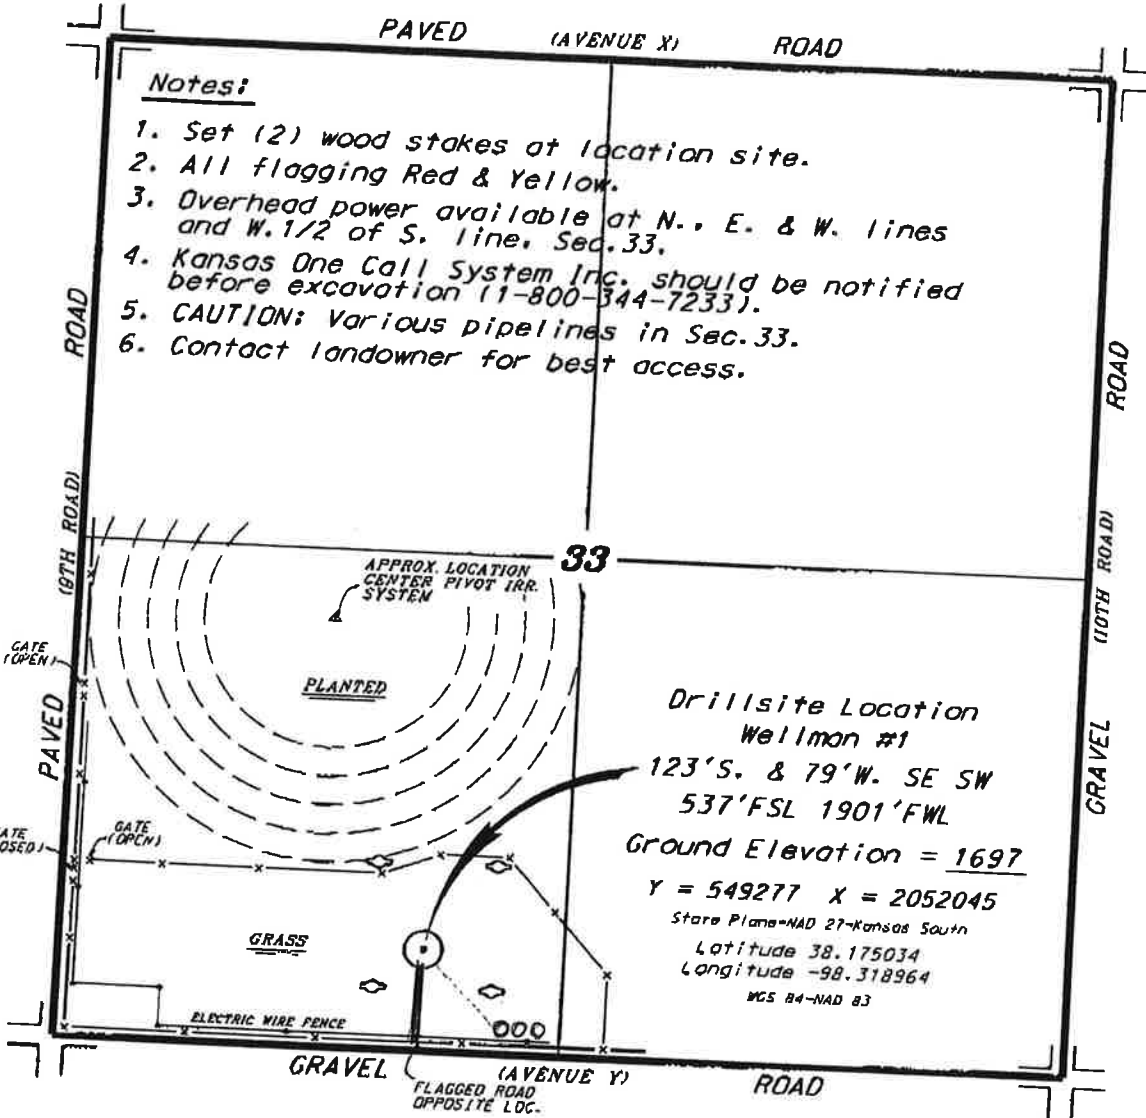 PAVED (AVENUE X) ROAD
Notes:
1. Set (2) wood stakes at location site.
2. All flagging Red & Yellow.
3. Overhead power available at N., E. & W. lines
and W.1/2 of S. line, Sec.33.
4. Kansas One Call System Inc. should be notified
before excavation (1-800-344-7233).
5. CAUTION: Various pipelines in Sec.33.
6. Contact landowner for best access.
ROAD
(8TH ROAD)
PAVED
ROAD
(10TH ROAD)
GRAVEL
33
APPROX. LOCATION
CENTER PIVOT IRR.
SYSTEM
GATE
(OPEN)
PLANTED
Drillsite Location
Wellman #1
123'S. & 79'W. SE SW
537'FSL 1901'FWL
Ground Elevation = 1697
Y = 549277 X = 2052045
State Plane-NAD 27-Kansas South
Latitude 38.175034
Longitude -98.318964
WGS 84-NAD 83
ATE
OSED)
GATE
(OPEN)
GRASS
ELECTRIC WIRE FENCE
GRAVEL (AVENUE Y) ROAD
FLAGGED ROAD
OPPOSITE LOC.